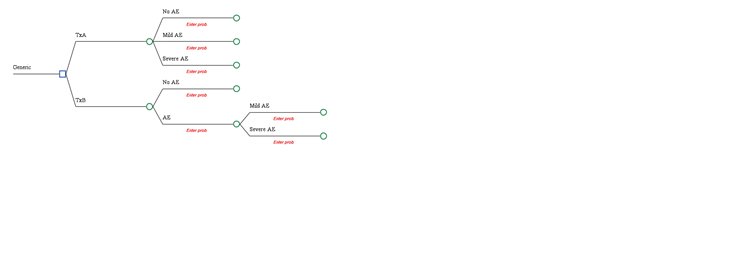 No AE
Enter prob
TxA
Mild AE
Enter prob
Severe AE
Enter prob
Generic
No AE
Enter prob
TxB
Mild AE
Enter prob
AE
Enter prob
Severe AE
Enter prob